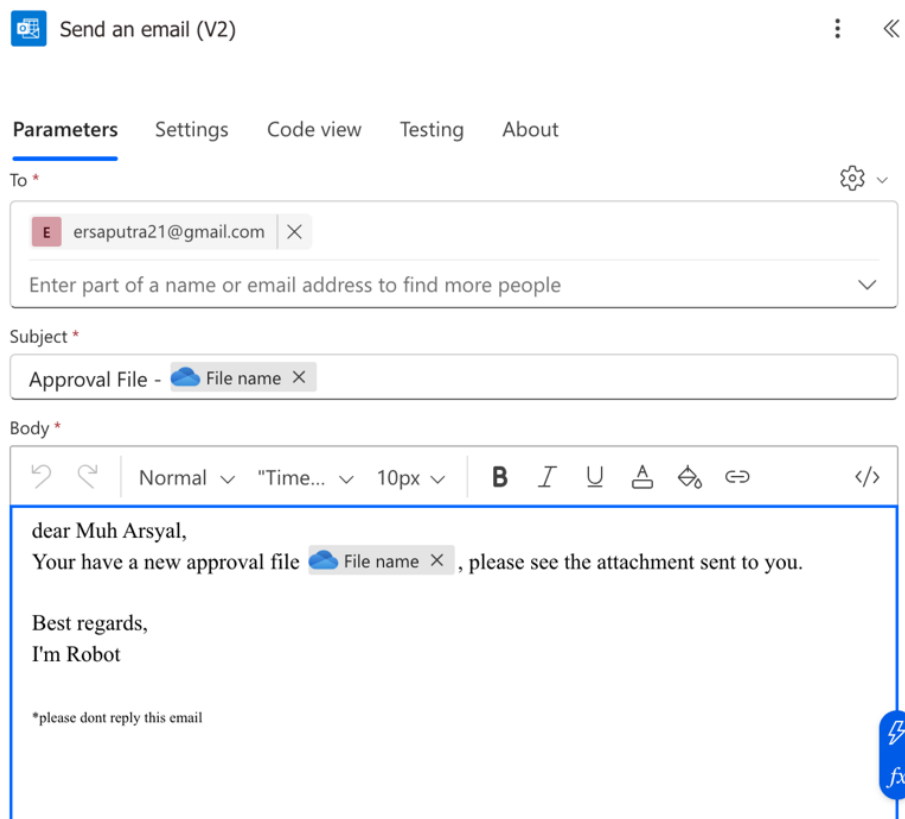 Send an email (V2)
Parameters Settings Code view Testing About
To *
E ersaputra21@gmail.com
Enter part of a name or email address to find more people
Subject *
Approval File - File name
Body *
Normal "Time... 10px B I U A </>
dear Muh Arsyal,
Your have a new approval file File name , please see the attachment sent to you.
Best regards,
I'm Robot
*please dont reply this email
fx